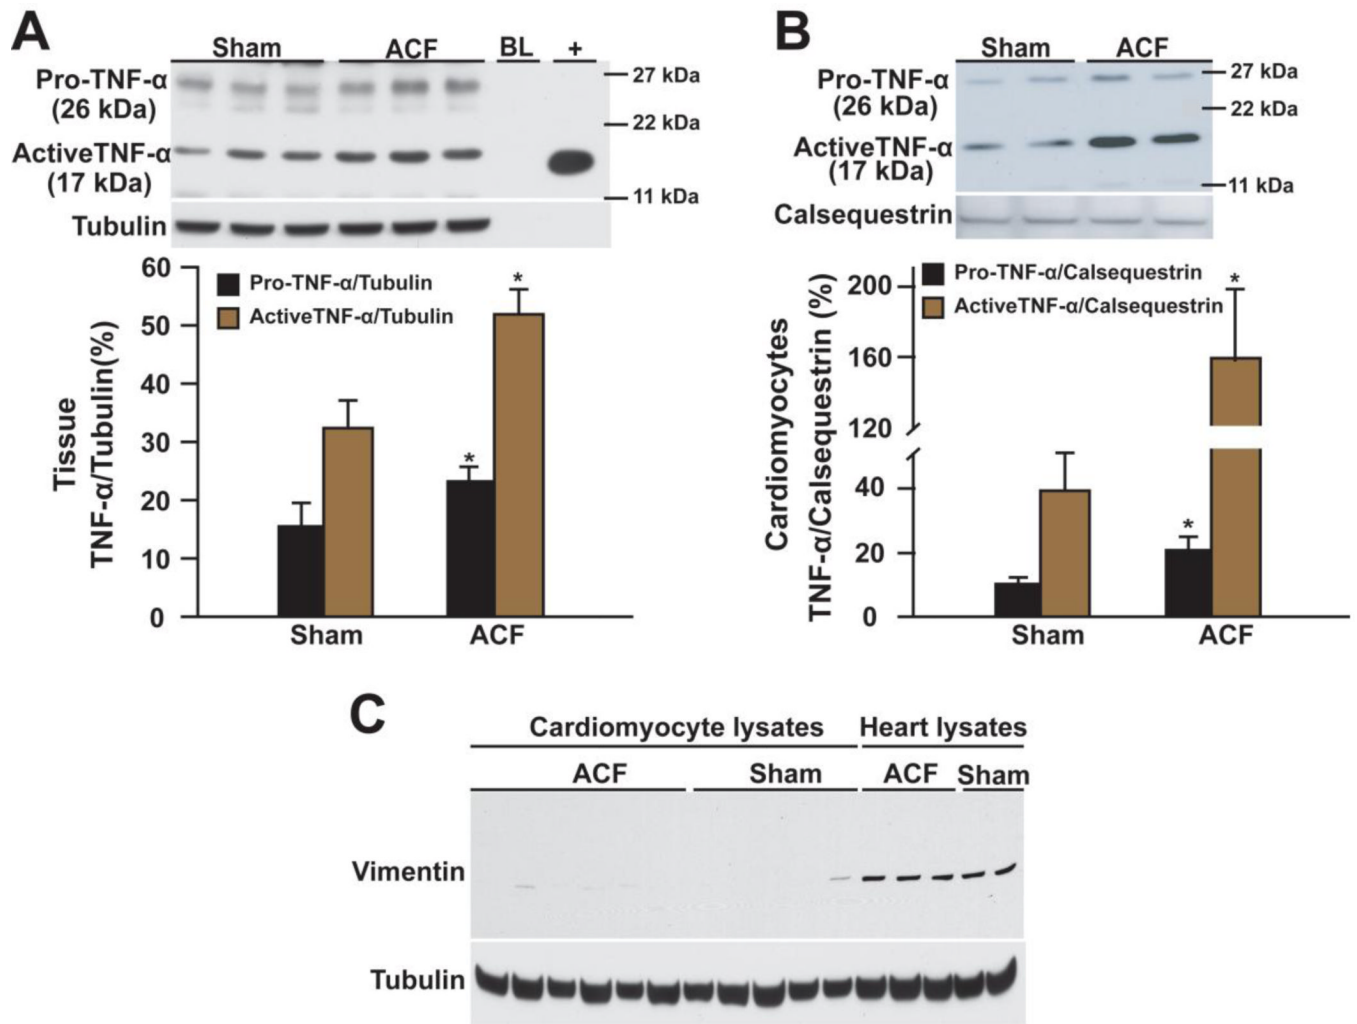 A
Sham
ACF
BL
+
Pro-TNF-α
(26 kDa)
ActiveTNF-α
(17 kDa)
Tubulin
27 kDa
22 kDa
11 kDa
Tissue
TNF-α/Tubulin(%)
60
50
40
30
20
10
0
Pro-TNF-α/Tubulin
ActiveTNF-α/Tubulin
*
*
Sham
ACF
B
Sham
ACF
Pro-TNF-α
(26 kDa)
ActiveTNF-α
(17 kDa)
Calsequestrin
27 kDa
22 kDa
11 kDa
Cardiomyocytes
TNF-α/Calsequestrin (%)
200
160
120
40
20
0
Pro-TNF-α/Calsequestrin
ActiveTNF-α/Calsequestrin
*
*
Sham
ACF
C
Cardiomyocyte lysates
Heart lysates
ACF
Sham
ACF
Sham
Vimentin
Tubulin